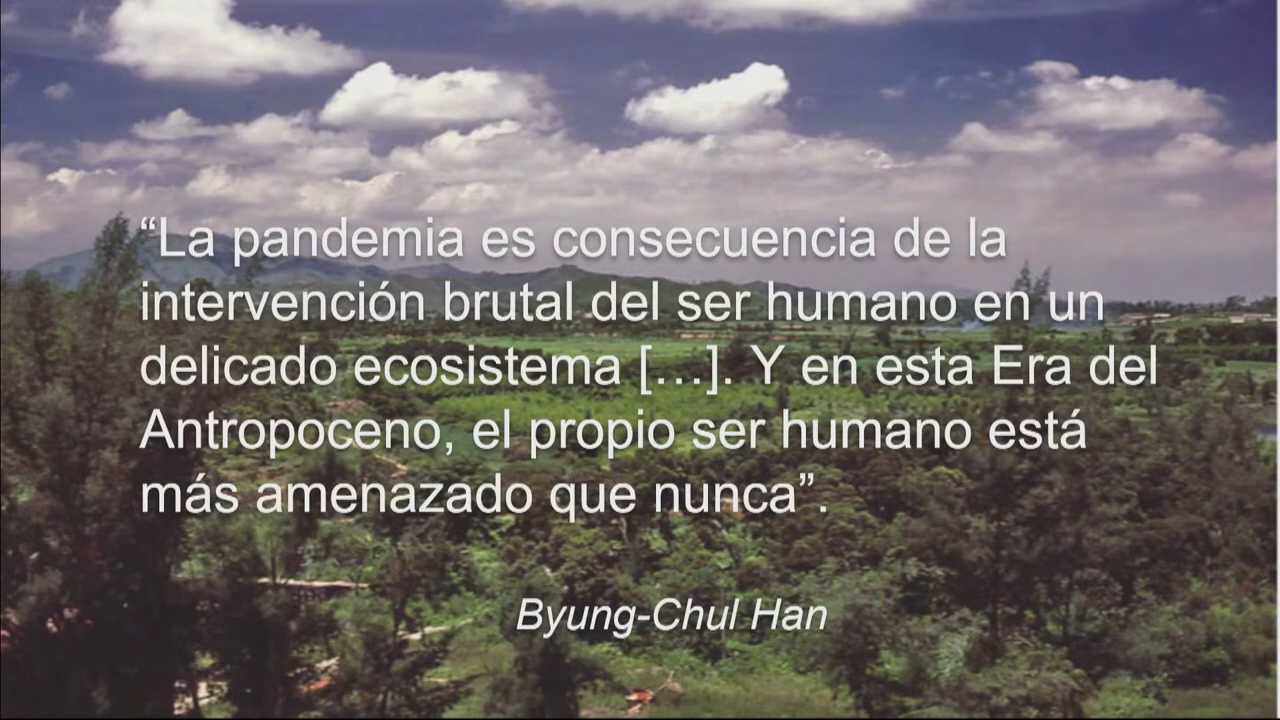 “La pandemia es consecuencia de la
intervención brutal del ser humano en un
delicado ecosistema [...]. Y en esta Era del
Antropoceno, el propio ser humano está
más amenazado que nunca”.
Byung-Chul Han